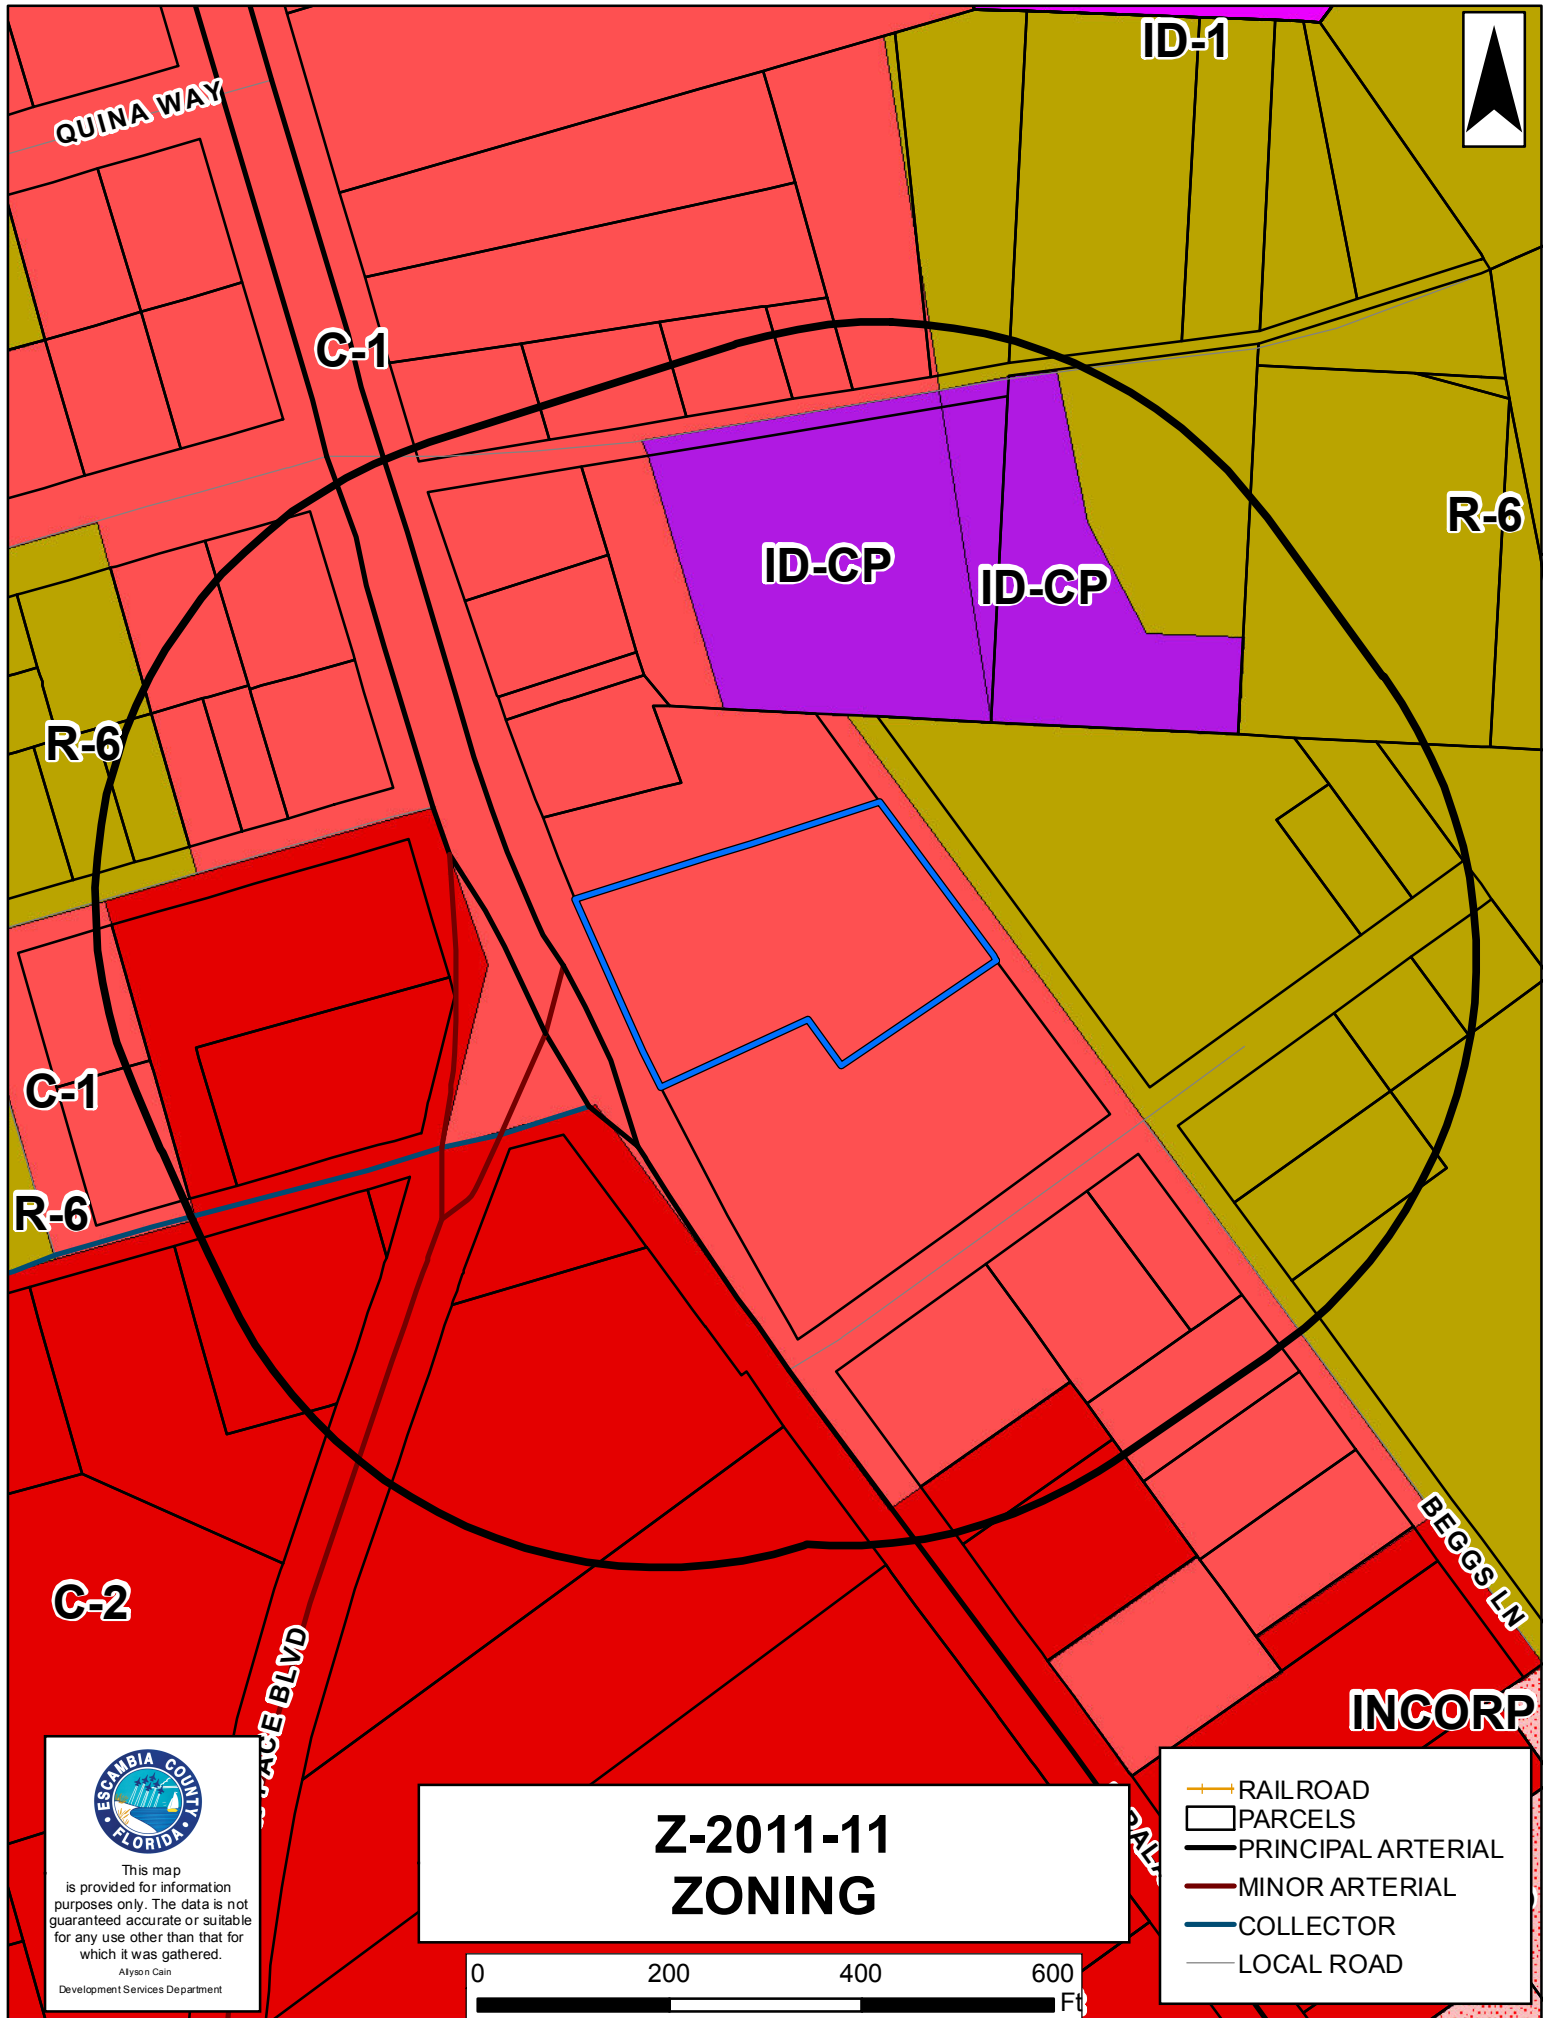 ID-1
QUINA WAY
C-1
R-6
ID-CP
ID-CP
R-6
C-1
R-6
C-2
BEGGS LN
INCORP
PACE BLVD
ESCAMBIA COUNTY
FLORIDA
This map
is provided for information
purposes only. The data is not
guaranteed accurate or suitable
for any use other than that for
which it was gathered.
Allyson Cain
Development Services Department
Z-2011-11
ZONING
0 200 400 600
Ft
RAILROAD
PARCELS
PRINCIPAL ARTERIAL
MINOR ARTERIAL
COLLECTOR
LOCAL ROAD